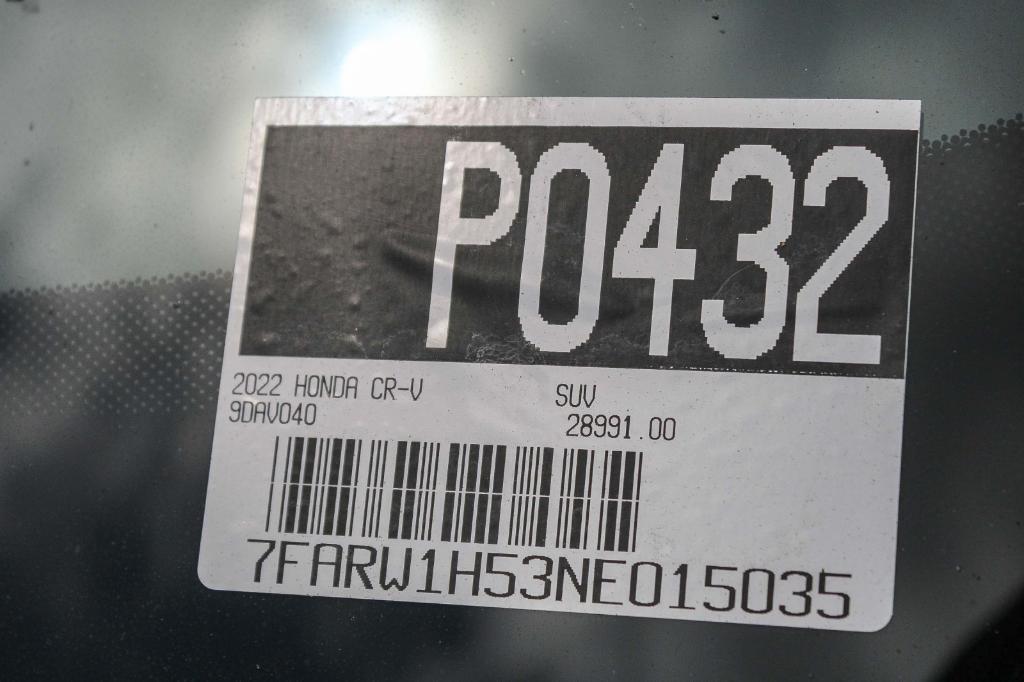 P0432
2022 HONDA CR-V SUV
9DAV040 28991.00
7FARW1H53NE015035